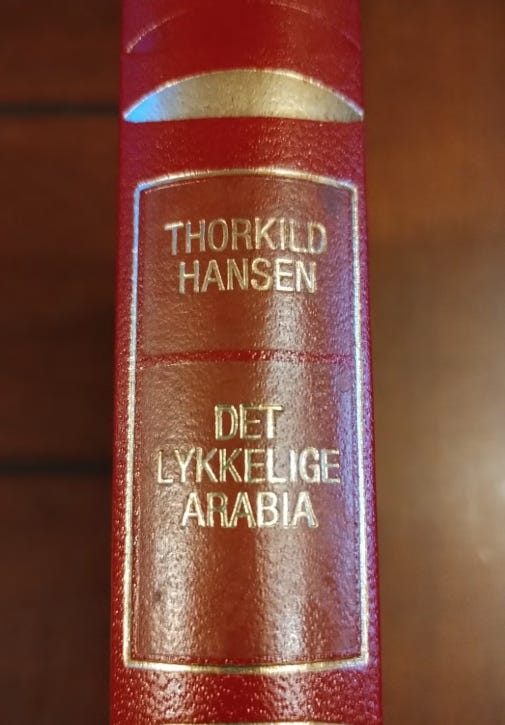 THORKILD
HANSEN
DET
LYKKELIGE
ARABIA